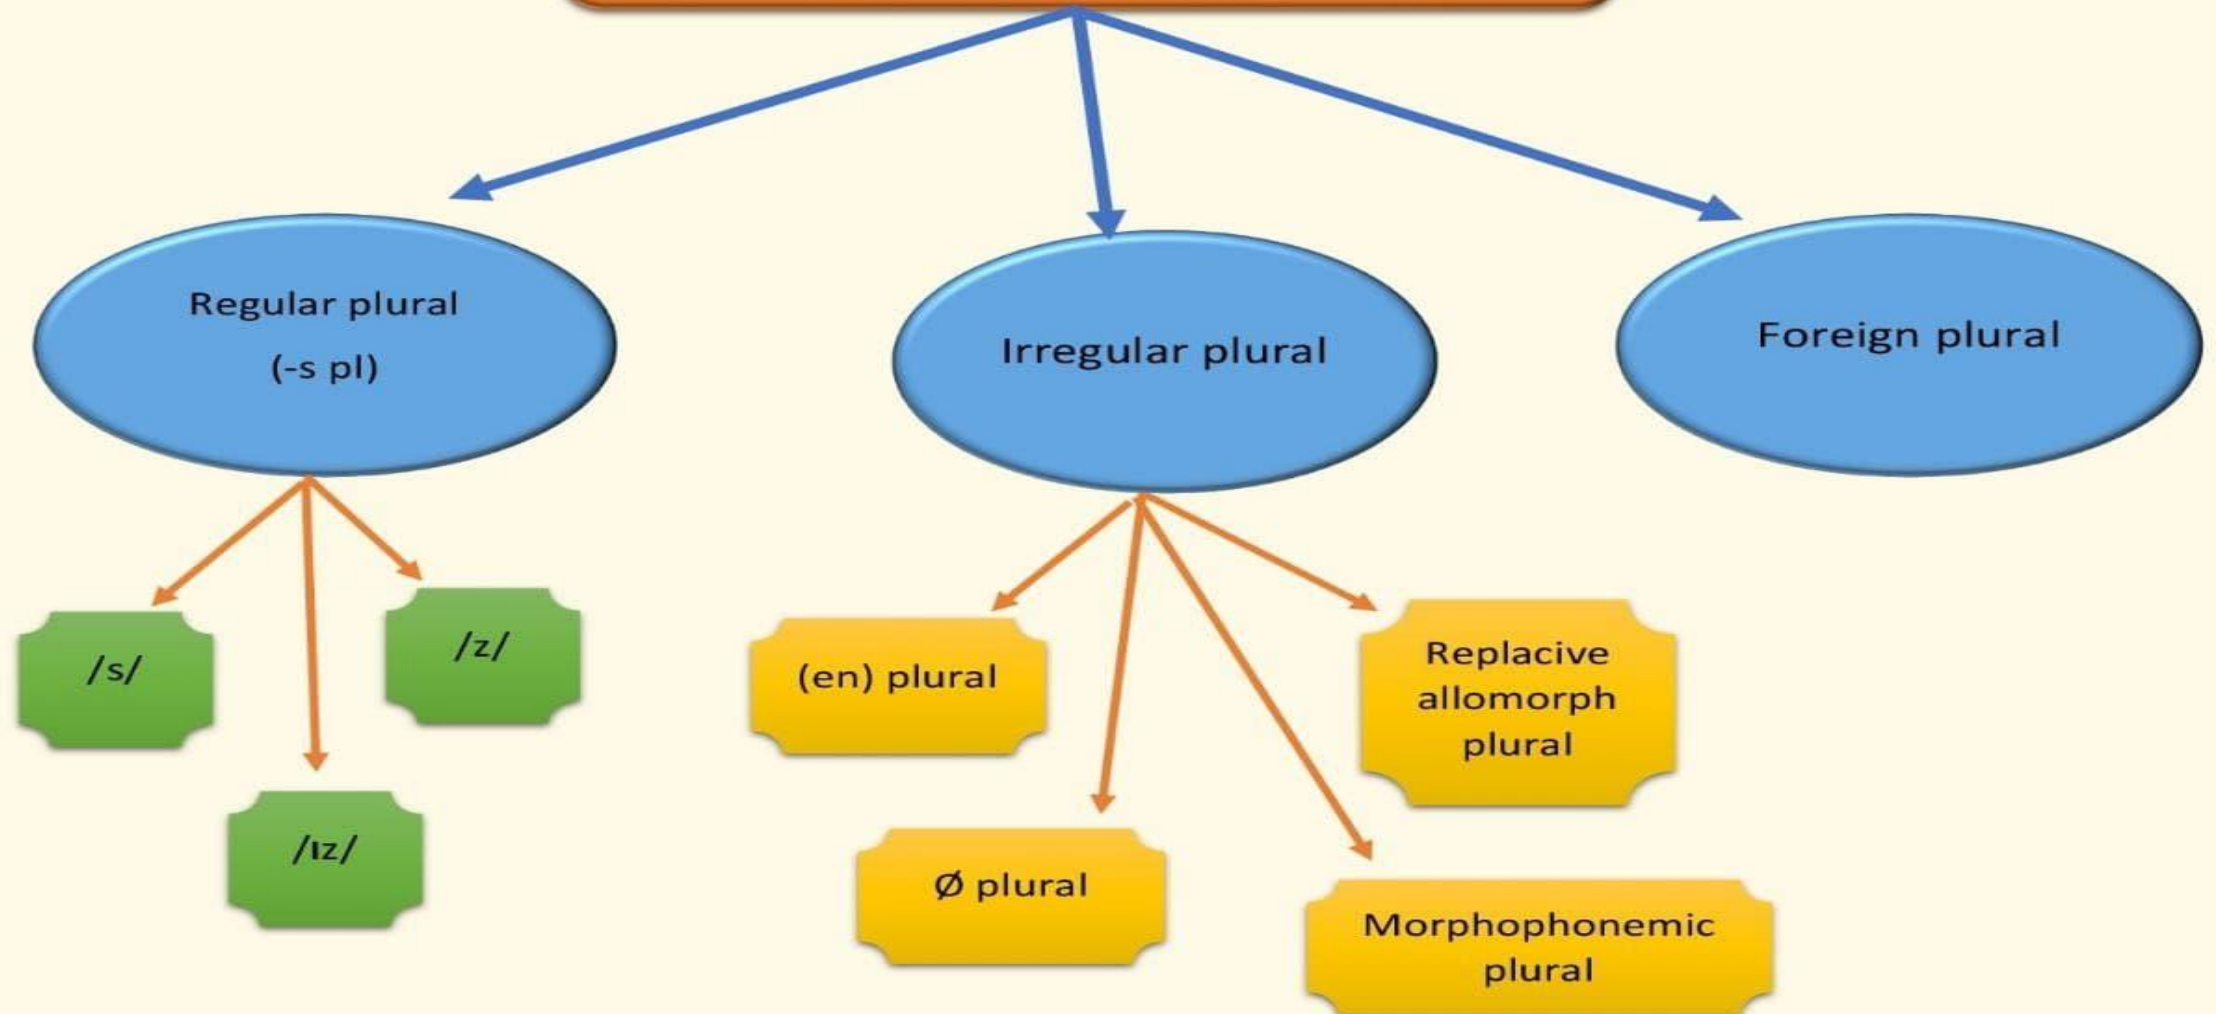 Regular plural
(-s pl)
Irregular plural
Foreign plural
/s/
/z/
/ɪz/
(en) plural
Replacive
allomorph
plural
Ø plural
Morphophonemic
plural